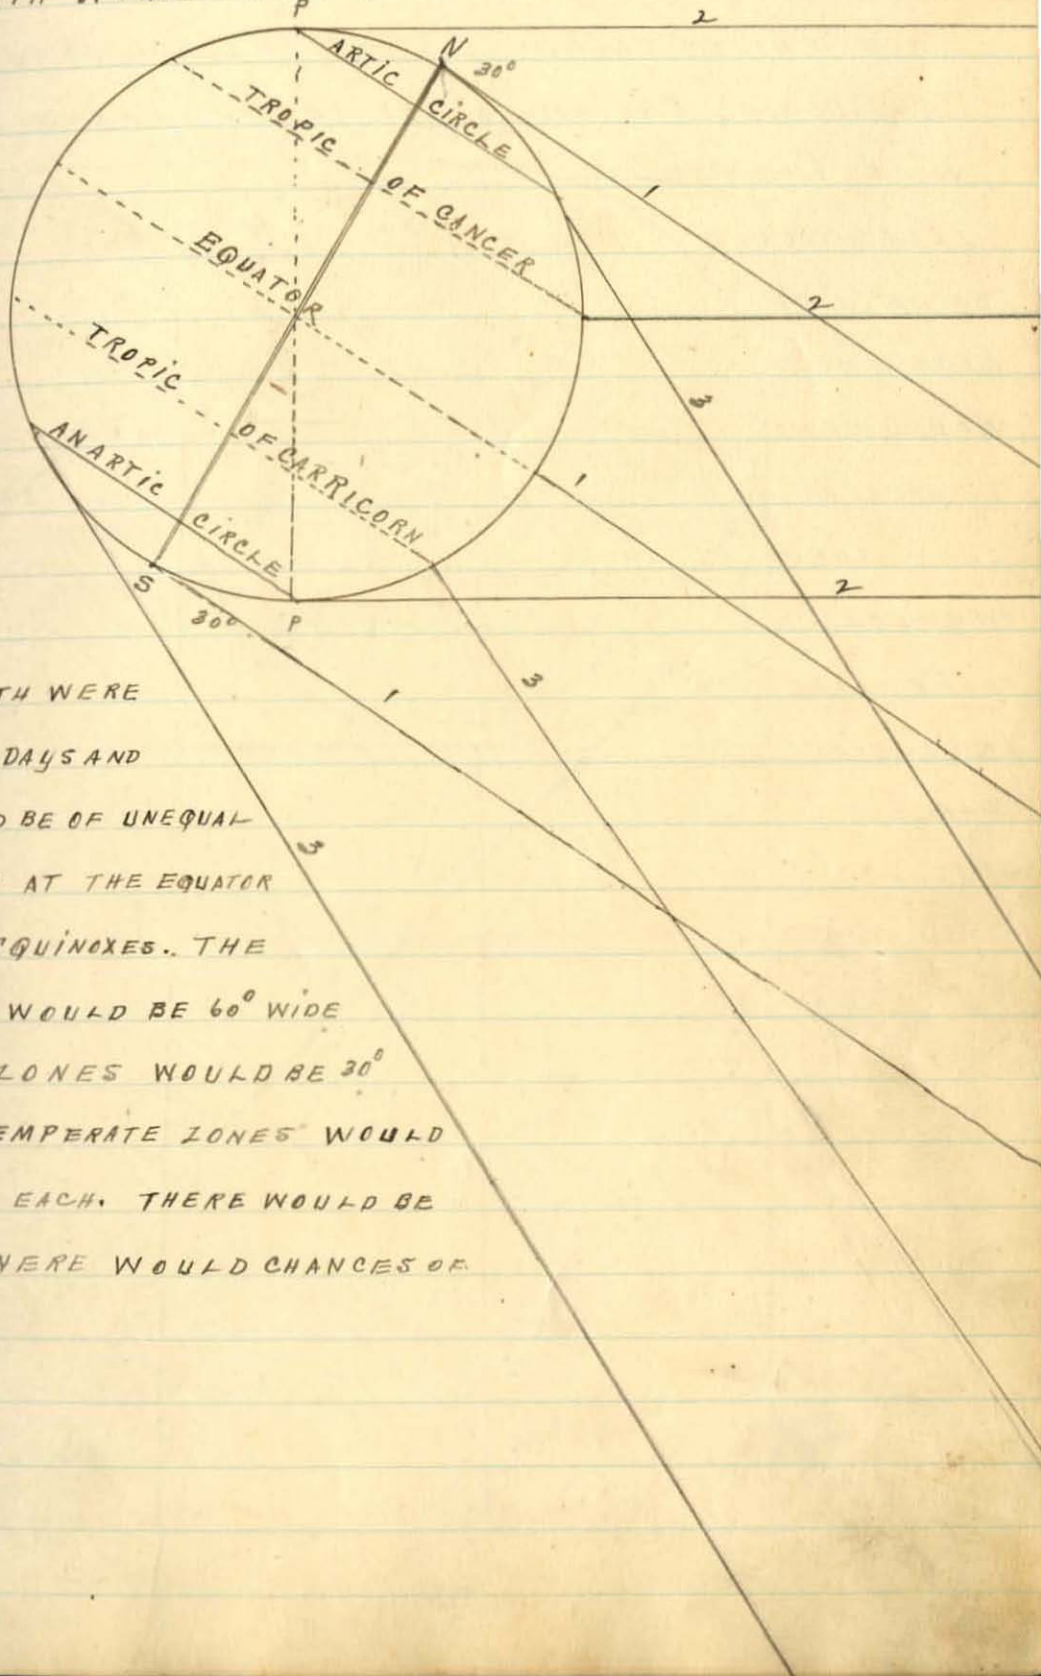 P
2
N
30°
ARTIC CIRCLE
TROPIC OF CANCER
1
2
EQUATOR
3
TROPIC OF CARRICORN
ANARTIC CIRCLE
1
S
30°
P
2
3
1
TH WERE
DAYS AND
BE OF UNEQUAL
3
AT THE EQUATOR
QUINOXES. THE
WOULD BE 60° WIDE
ZONES WOULD BE 30°
EMPERATE ZONES WOULD
EACH. THERE WOULD BE
HERE WOULD CHANCES OF